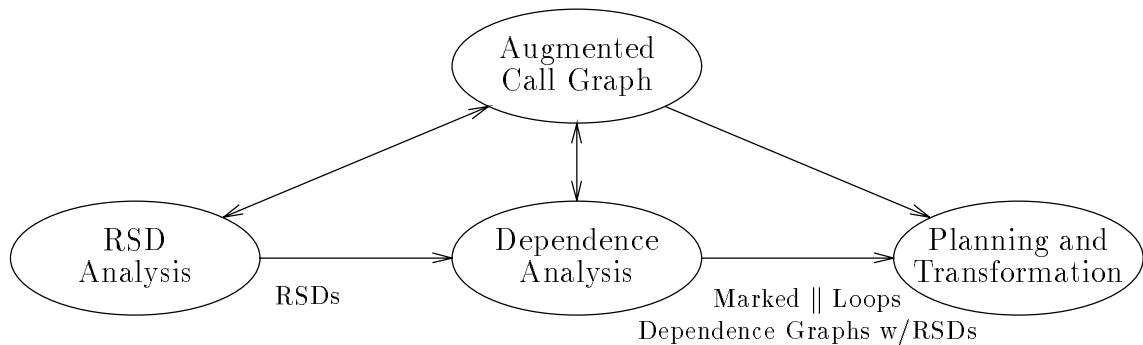 Augmented
Call Graph
RSD
Analysis
Dependence
Analysis
Planning and
Transformation
RSDs
Marked || Loops
Dependence Graphs w/RSDs